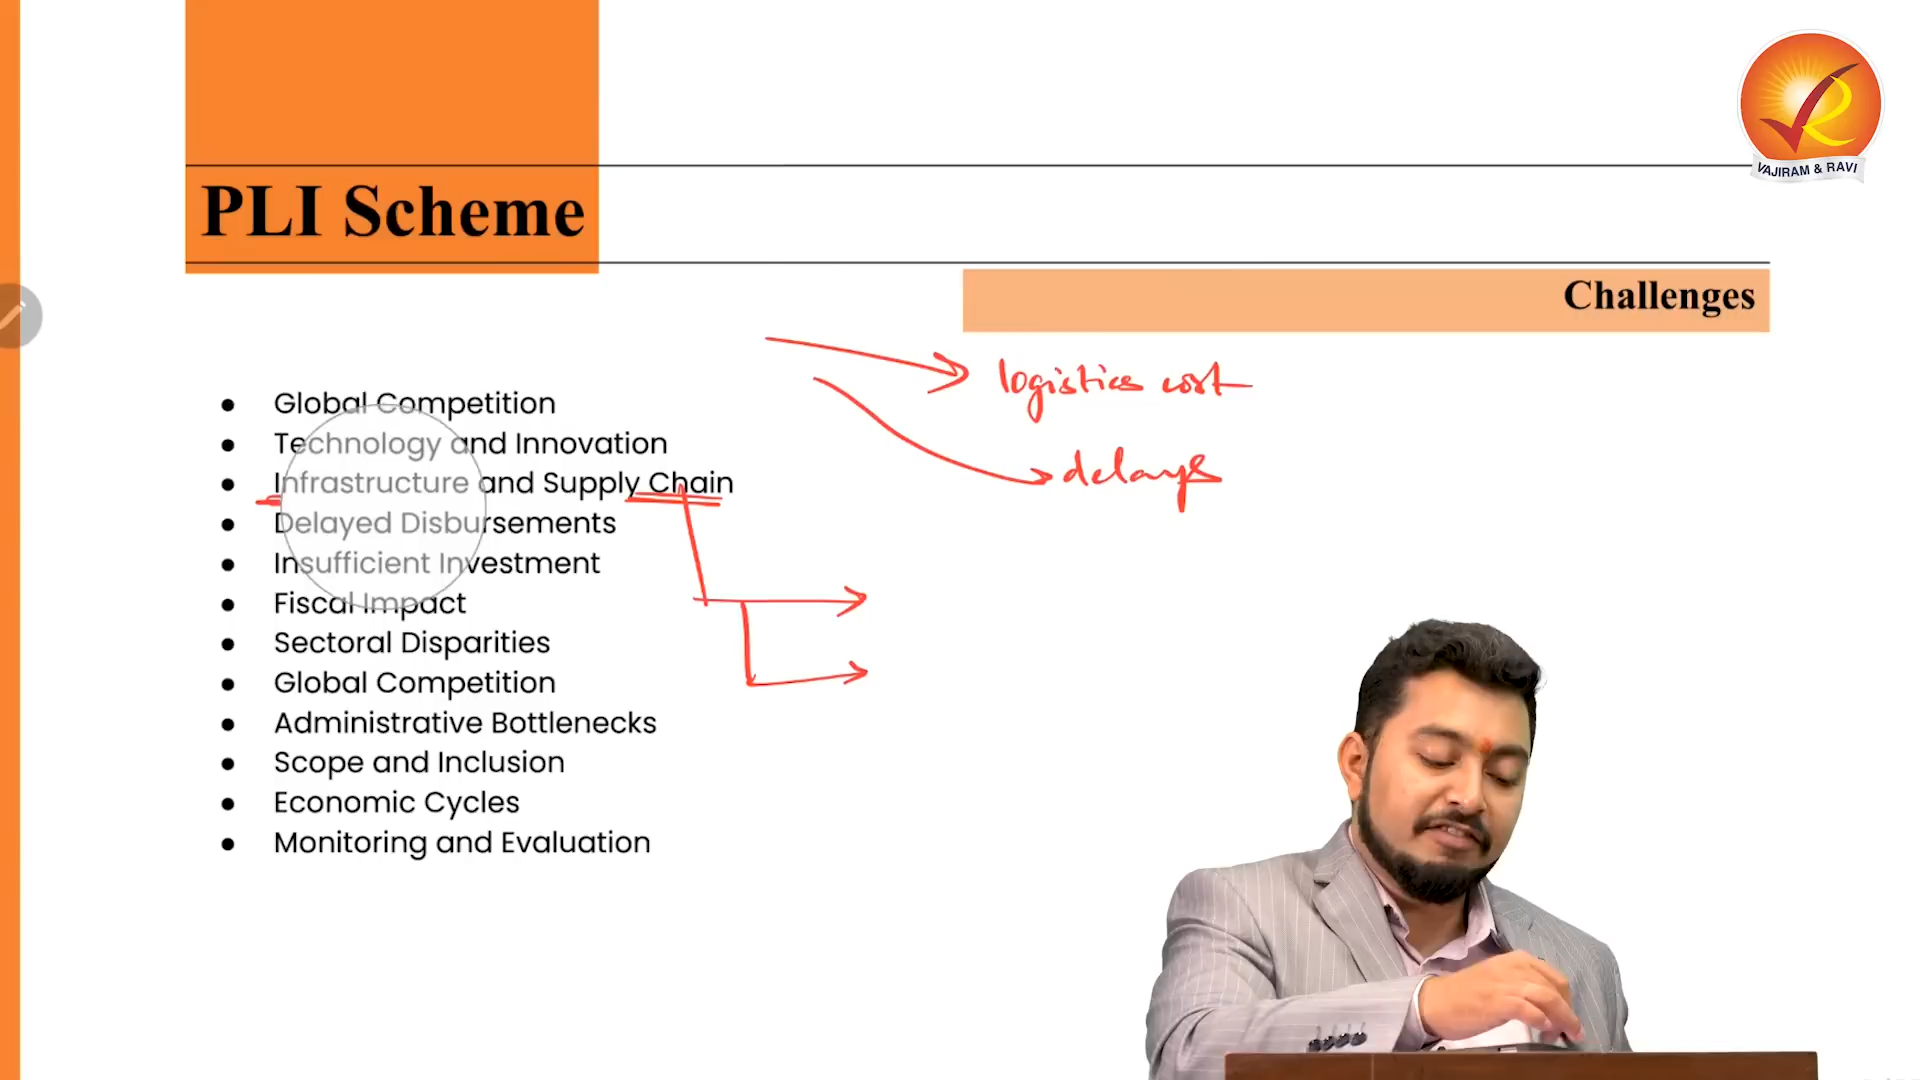 VAJIRAM & RAVI
PLI Scheme
Challenges
logistics cost
delays
● Global Competition
● Technology and Innovation
● Infrastructure and Supply Chain
● Delayed Disbursements
● Insufficient Investment
● Fiscal Impact
● Sectoral Disparities
● Global Competition
● Administrative Bottlenecks
● Scope and Inclusion
● Economic Cycles
● Monitoring and Evaluation